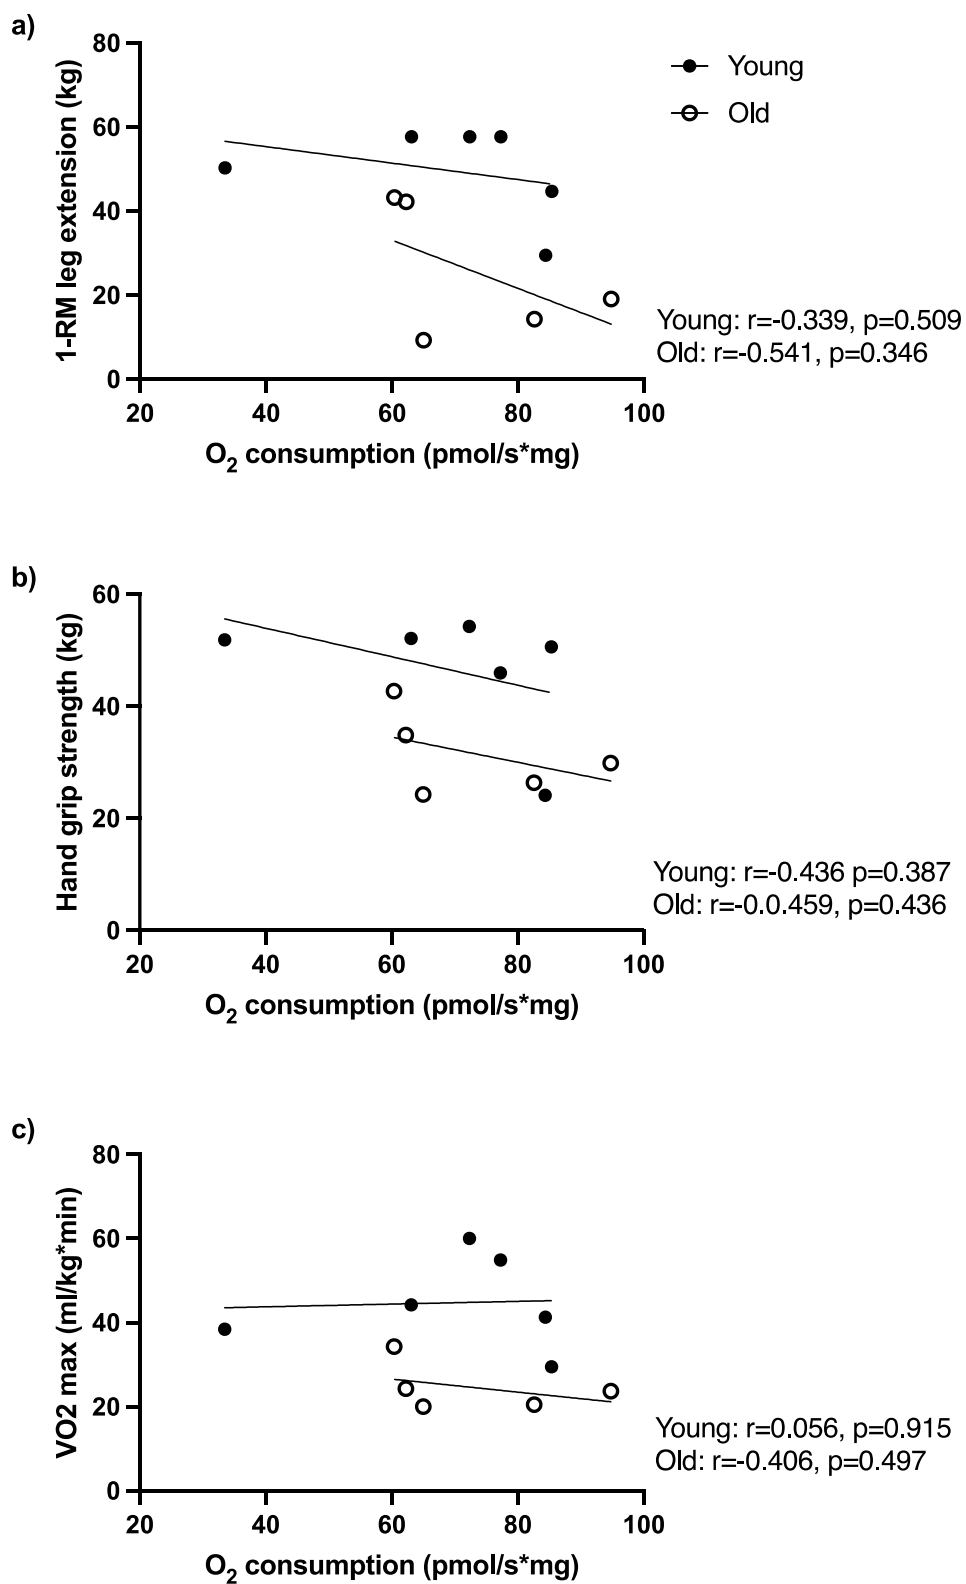 a)
80
60
40
20
0
1-RM leg extension (kg)
20 40 60 80 100
O₂ consumption (pmol/s*mg)
Young
Old
Young: r=-0.339, p=0.509
Old: r=-0.541, p=0.346
b)
60
40
20
0
Hand grip strength (kg)
20 40 60 80 100
O₂ consumption (pmol/s*mg)
Young: r=-0.436 p=0.387
Old: r=-0.0.459, p=0.436
c)
80
60
40
20
0
VO2 max (ml/kg*min)
20 40 60 80 100
O₂ consumption (pmol/s*mg)
Young: r=0.056, p=0.915
Old: r=-0.406, p=0.497